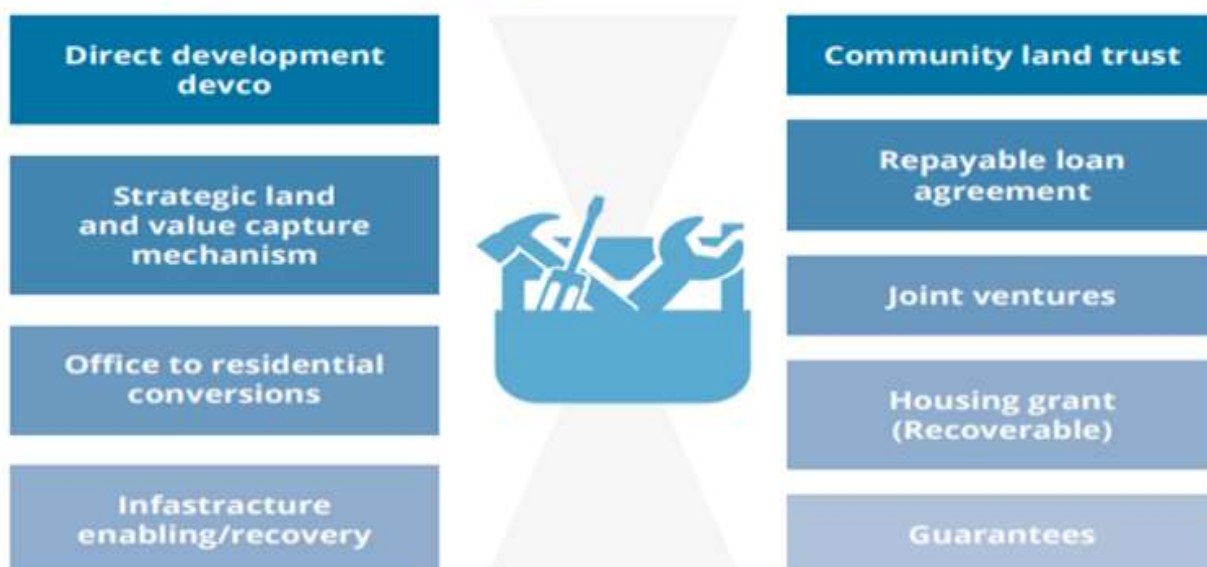 Direct development
devco
Strategic land
and value capture
mechanism
Office to residential
conversions
Infastracture
enabling/recovery
Community land trust
Repayable loan
agreement
Joint ventures
Housing grant
(Recoverable)
Guarantees